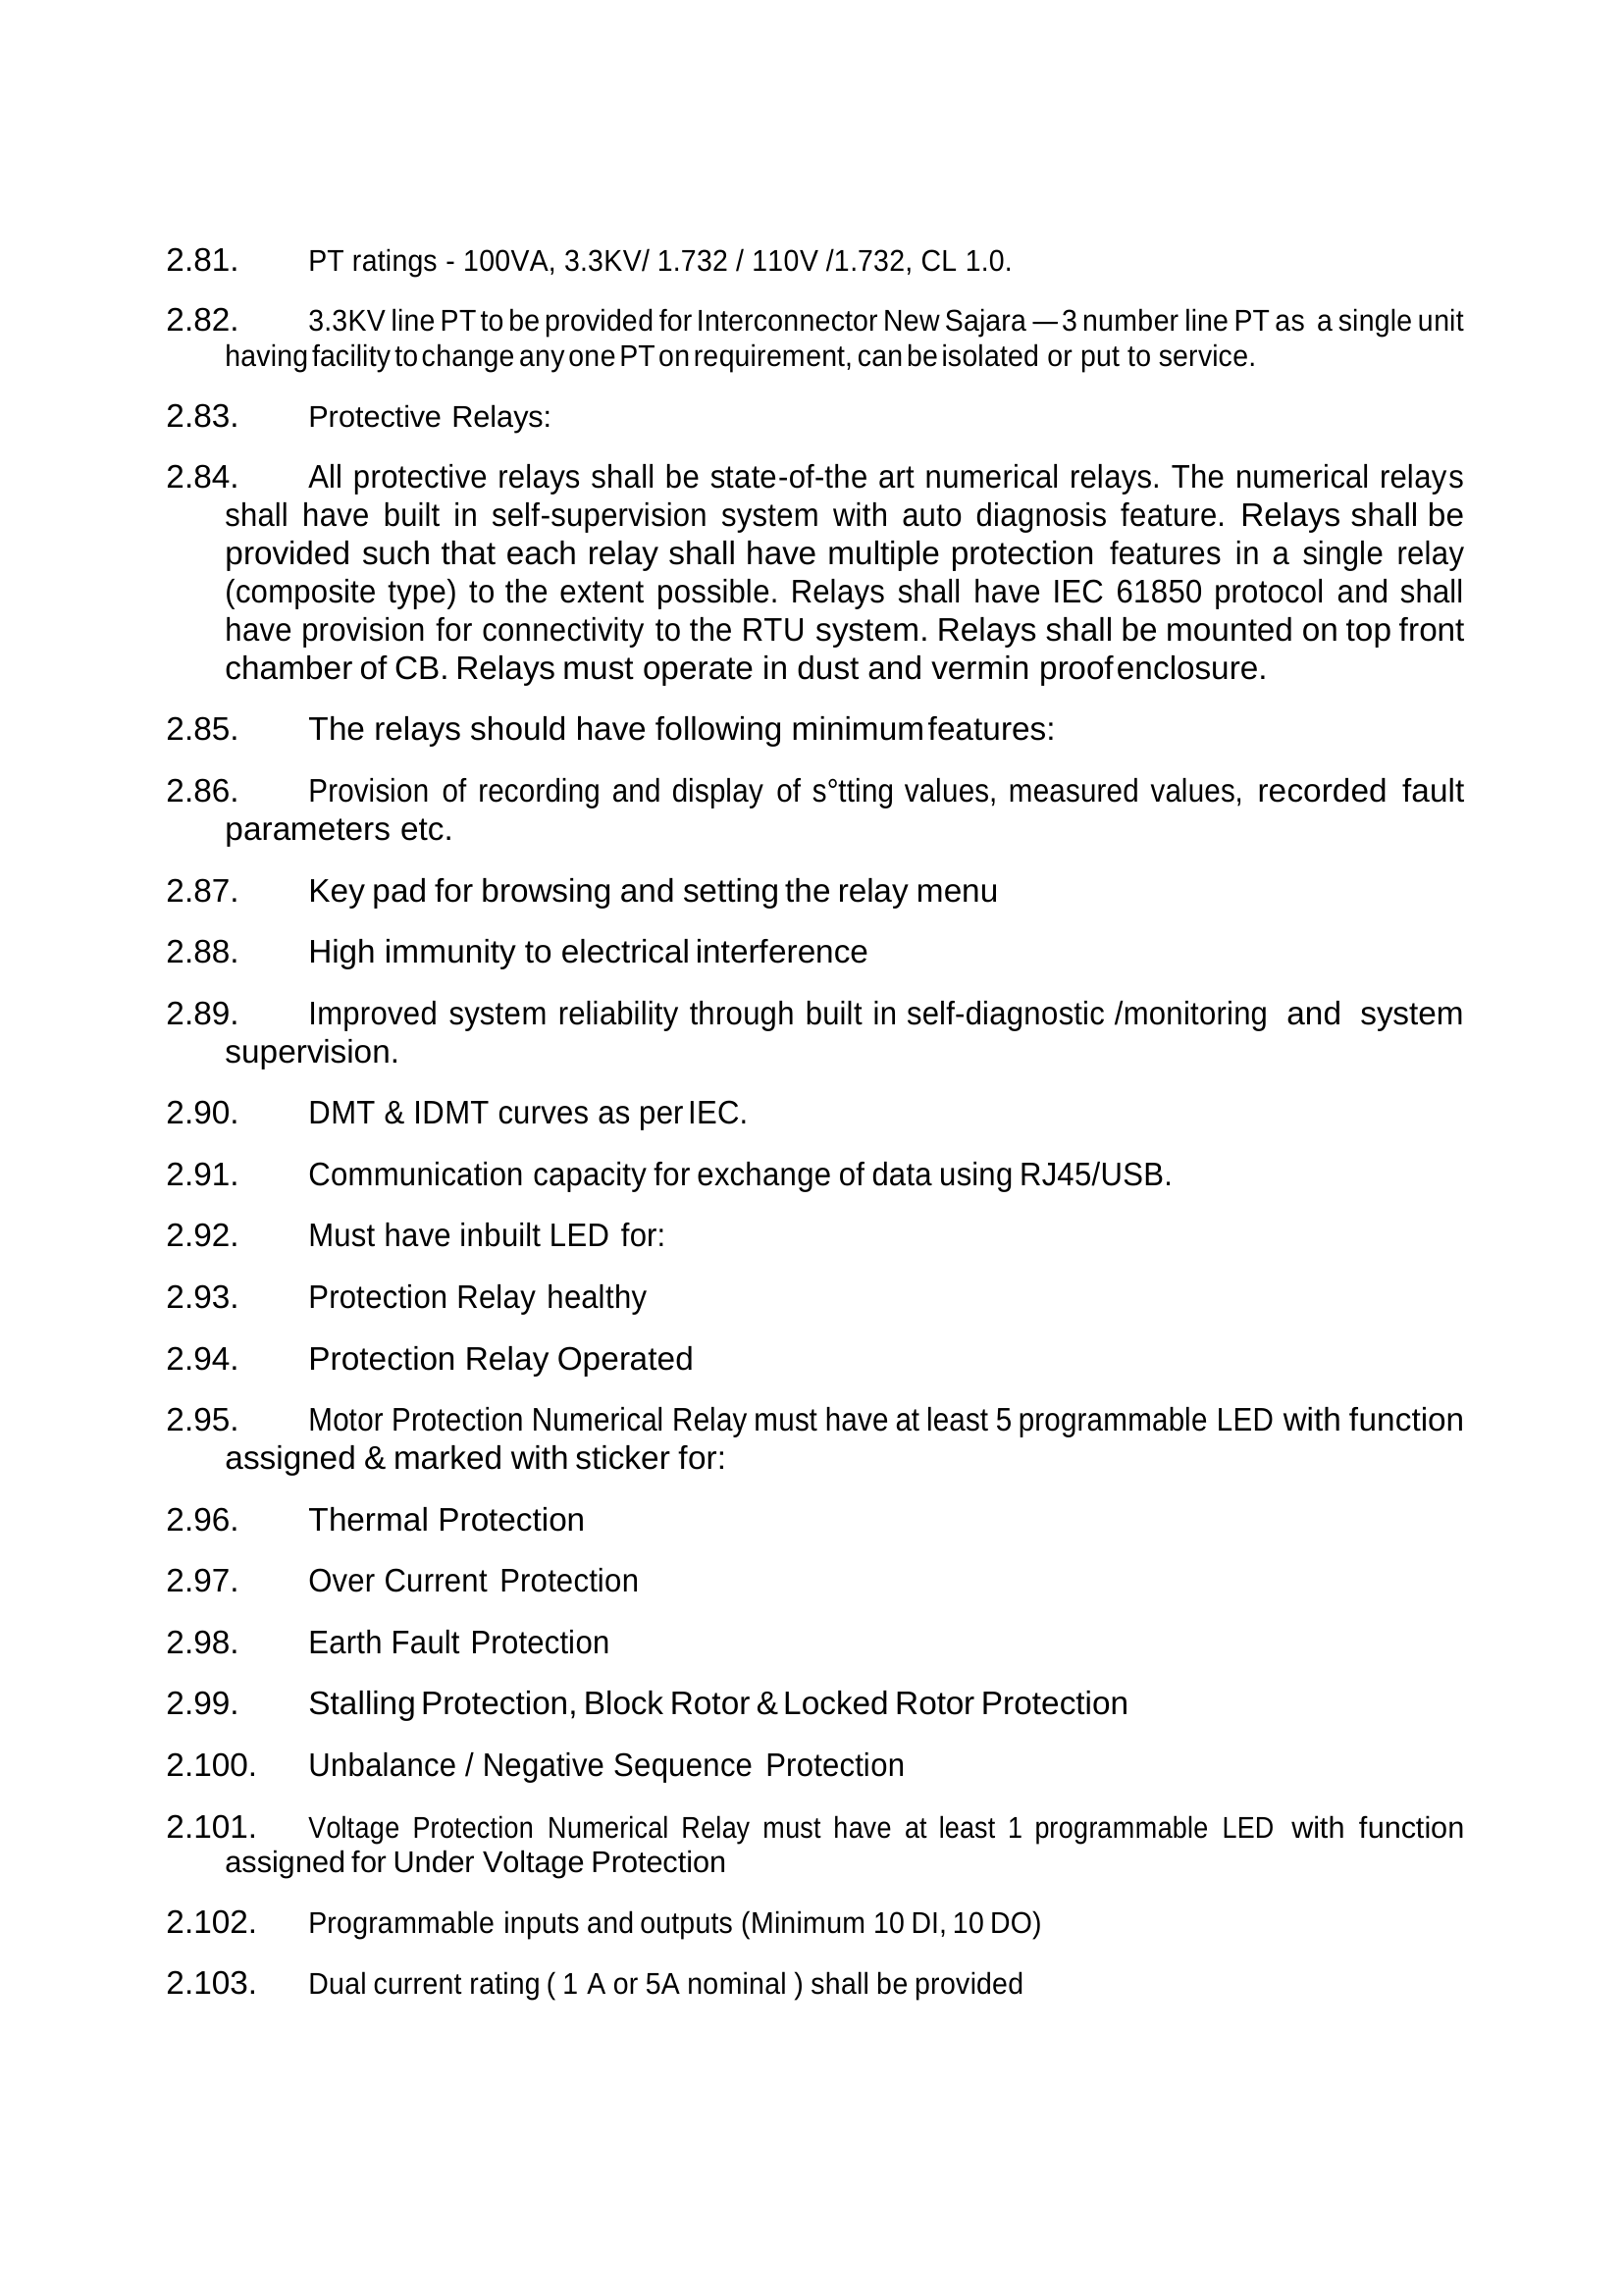 2.81. PT ratings - 100VA, 3.3KV/ 1.732 / 110V /1.732, CL 1.0.
2.82. 3.3KV line PT to be provided for Interconnector New Sajara — 3 number line PT as a single unit
having facility to change any one PT on requirement, can be isolated or put to service.
2.83. Protective Relays:
2.84. All protective relays shall be state-of-the art numerical relays. The numerical relays
shall have built in self-supervision system with auto diagnosis feature. Relays shall be
provided such that each relay shall have multiple protection features in a single relay
(composite type) to the extent possible. Relays shall have IEC 61850 protocol and shall
have provision for connectivity to the RTU system. Relays shall be mounted on top front
chamber of CB. Relays must operate in dust and vermin proof enclosure.
2.85. The relays should have following minimum features:
2.86. Provision of recording and display of s°tting values, measured values, recorded fault
parameters etc.
2.87. Key pad for browsing and setting the relay menu
2.88. High immunity to electrical interference
2.89. Improved system reliability through built in self-diagnostic /monitoring and system
supervision.
2.90. DMT & IDMT curves as per IEC.
2.91. Communication capacity for exchange of data using RJ45/USB.
2.92. Must have inbuilt LED for:
2.93. Protection Relay healthy
2.94. Protection Relay Operated
2.95. Motor Protection Numerical Relay must have at least 5 programmable LED with function
assigned & marked with sticker for:
2.96. Thermal Protection
2.97. Over Current Protection
2.98. Earth Fault Protection
2.99. Stalling Protection, Block Rotor & Locked Rotor Protection
2.100. Unbalance / Negative Sequence Protection
2.101. Voltage Protection Numerical Relay must have at least 1 programmable LED with function
assigned for Under Voltage Protection
2.102. Programmable inputs and outputs (Minimum 10 DI, 10 DO)
2.103. Dual current rating ( 1 A or 5A nominal ) shall be provided